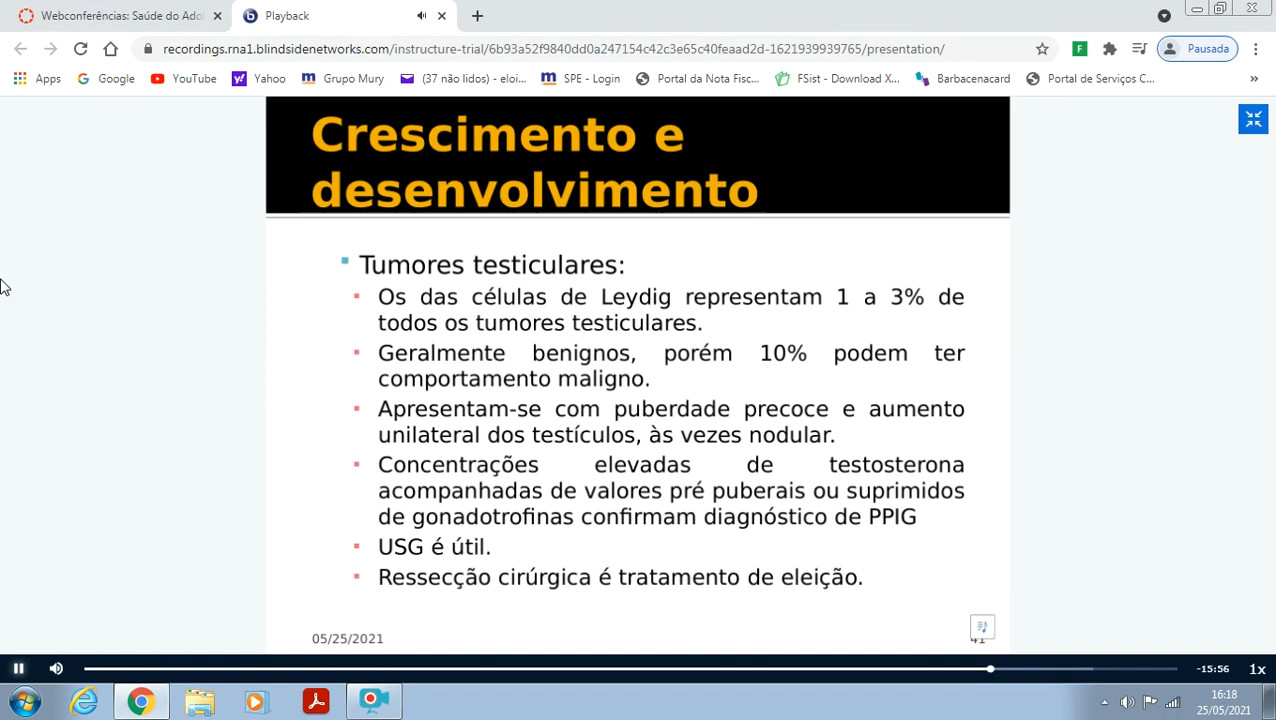 Webconferências: Saúde do Adol
Playback
recordings.rna1.blindsidenetworks.com/instructure-trial/6b93a52f9840dd0a247154c42c3e65c40feaad2d-1621939939765/presentation/
Pausada
Apps
Google
YouTube
Yahoo
Grupo Mury
(37 não lidos) - eloi...
SPE - Login
Portal da Nota Fisc...
FSist - Download X...
Barbacenacard
Portal de Serviços C...
»
Crescimento e
desenvolvimento
Tumores testiculares:
Os das células de Leydig representam 1 a 3% de
todos os tumores testiculares.
Geralmente benignos, porém 10% podem ter
comportamento maligno.
Apresentam-se com puberdade precoce e aumento
unilateral dos testículos, às vezes nodular.
Concentrações elevadas de testosterona
acompanhadas de valores pré puberais ou suprimidos
de gonadotrofinas confirmam diagnóstico de PPIG
USG é útil.
Ressecção cirúrgica é tratamento de eleição.
05/25/2021
41
-15:56
1x
16:18
25/05/2021